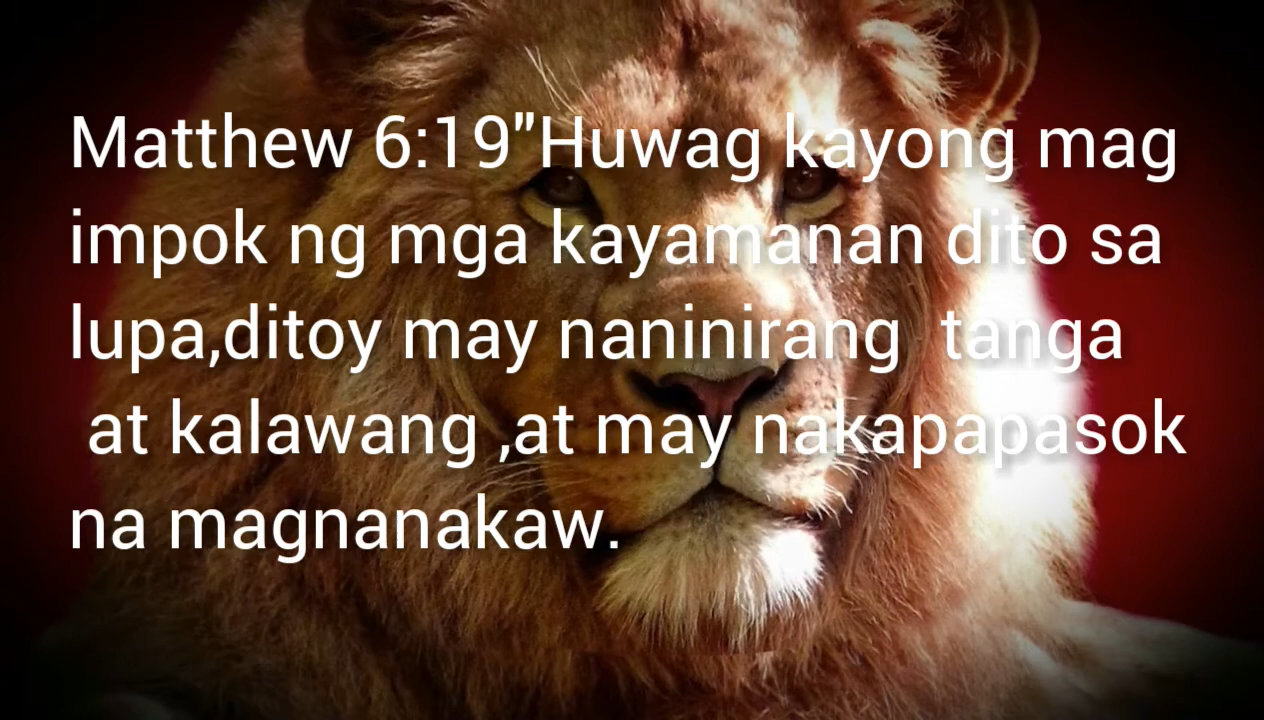 Matthew 6:19"Huwag kayong mag
impok ng mga kayamanan dito sa
lupa,ditoy may naninirang  tanga
at kalawang ,at may nakapapasok
na magnanakaw.